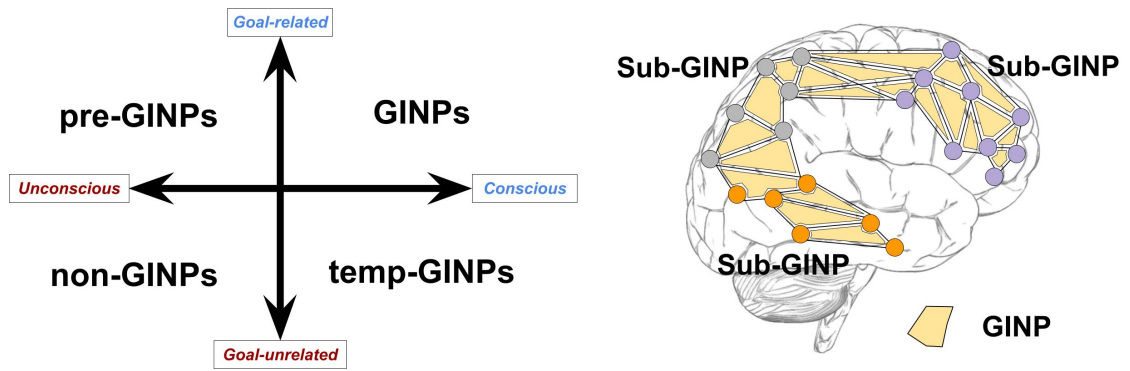 Goal-related
pre-GINPs
GINPs
Unconscious
Conscious
non-GINPs
temp-GINPs
Goal-unrelated
Sub-GINP
Sub-GINP
Sub-GINP
GINP